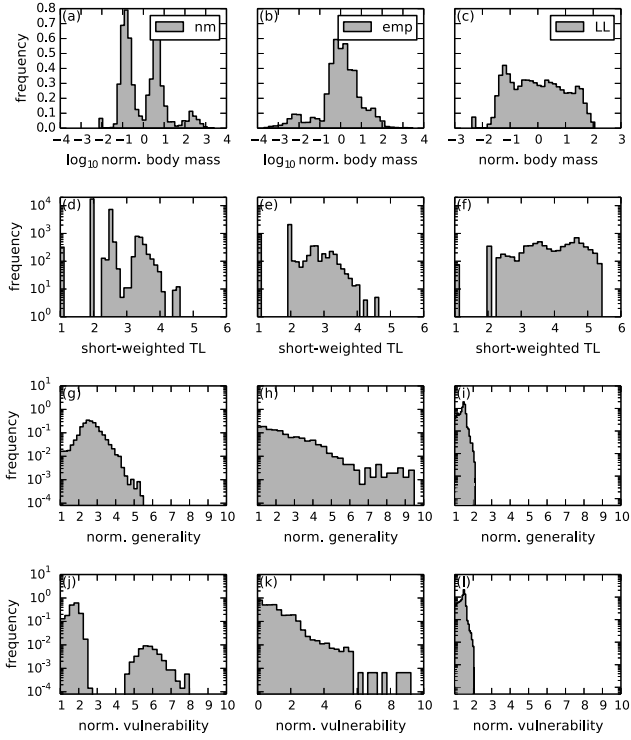 (a) nm
(b) emp
(c) LL
frequency
0.8
0.7
0.6
0.5
0.4
0.3
0.2
0.1
0.0
−4 −3 −2 −1 0 1 2 3 4
−4 −3 −2 −1 0 1 2 3 4
−3 −2 −1 0 1 2 3
log10 norm. body mass
log10 norm. body mass
norm. body mass
(d)
(e)
(f)
frequency
10^4
10^3
10^2
10^1
10^0
1 2 3 4 5 6
1 2 3 4 5 6
1 2 3 4 5 6
short-weighted TL
short-weighted TL
short-weighted TL
(g)
(h)
(i)
frequency
10^1
10^0
10^-1
10^-2
10^-3
10^-4
1 2 3 4 5 6 7 8 9 10
1 2 3 4 5 6 7 8 9 10
1 2 3 4 5 6 7 8 9 10
norm. generality
norm. generality
norm. generality
(j)
(k)
(l)
frequency
10^1
10^0
10^-1
10^-2
10^-3
10^-4
1 2 3 4 5 6 7 8 9 10
0 2 4 6 8 10
1 2 3 4 5 6 7 8 9 10
norm. vulnerability
norm. vulnerability
norm. vulnerability